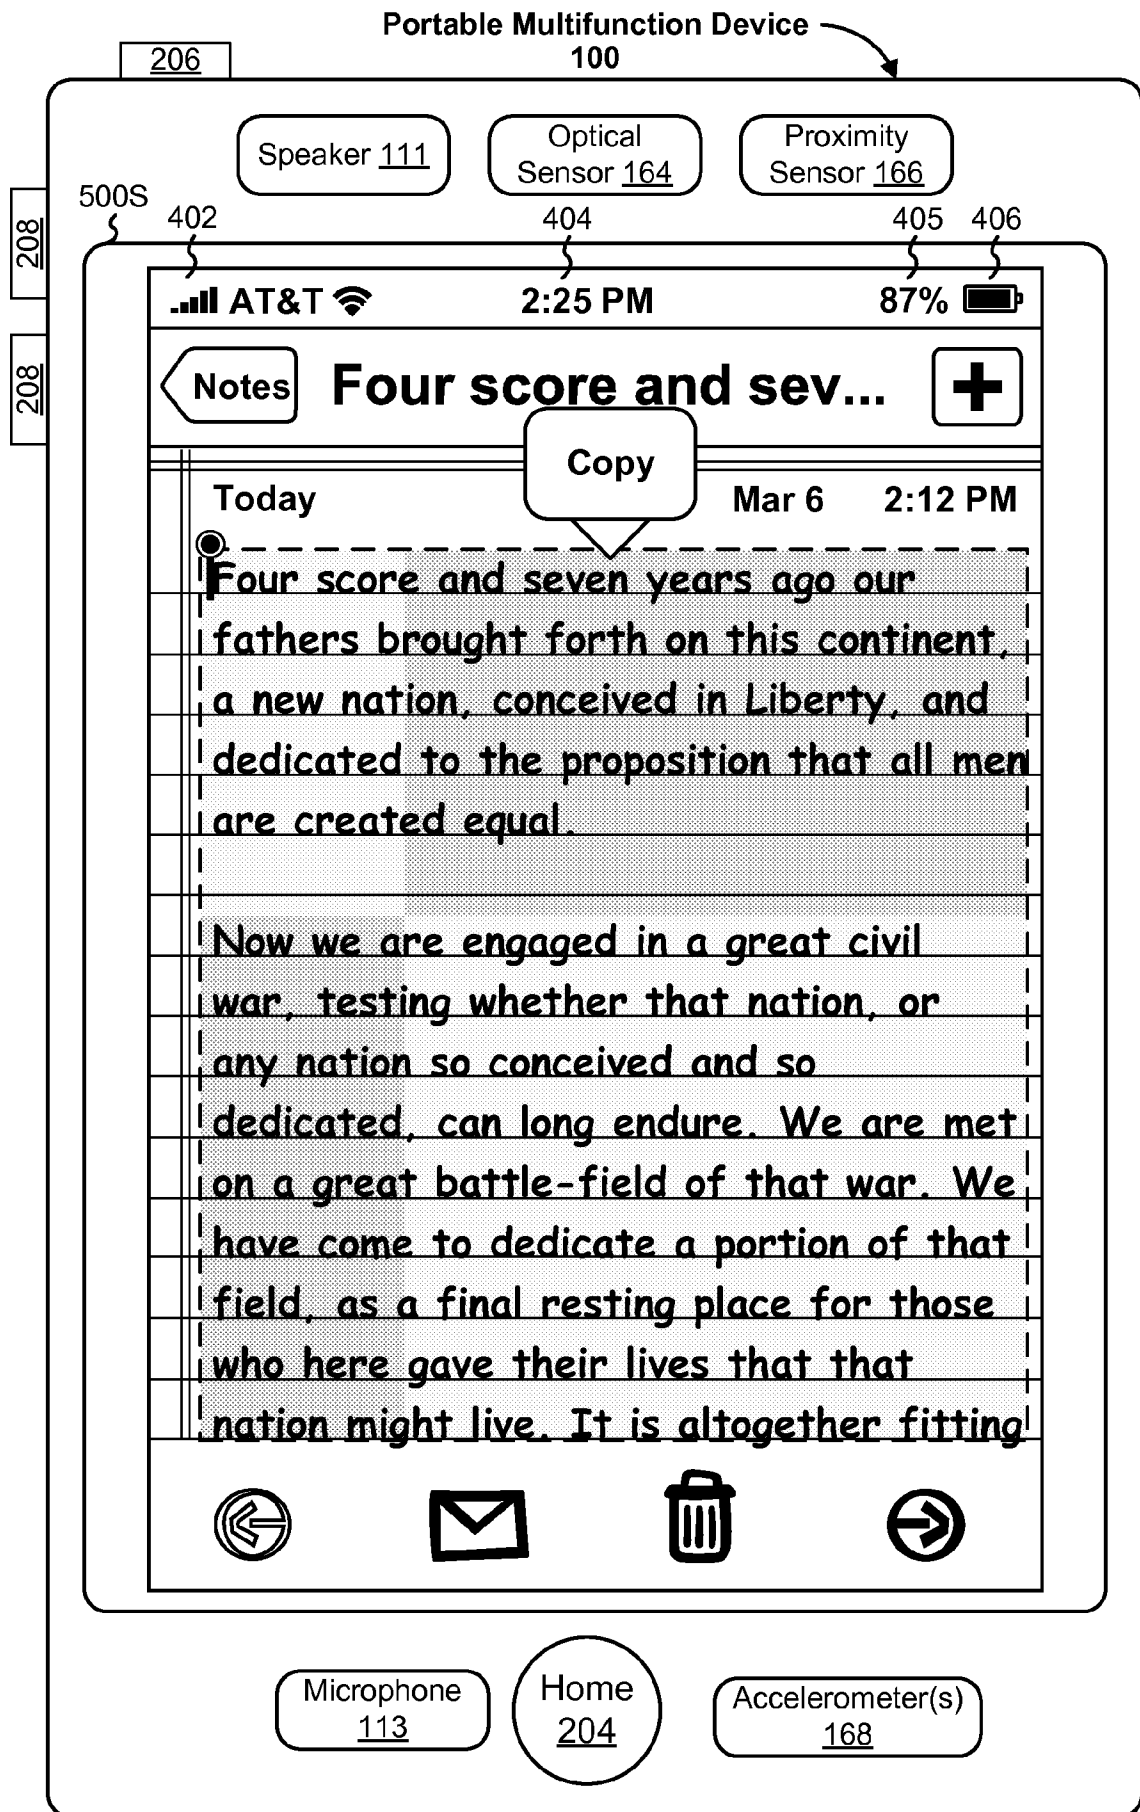 Portable Multifunction Device
100
206
Speaker 111
Optical
Sensor 164
Proximity
Sensor 166
208
208
500S
402
404
405
406
AT&T
2:25 PM
87%
Notes
Four score and sev...
Copy
Today
Mar 6
2:12 PM
Four score and seven years ago our
fathers brought forth on this continent,
a new nation, conceived in Liberty, and
dedicated to the proposition that all men
are created equal.
Now we are engaged in a great civil
war, testing whether that nation, or
any nation so conceived and so
dedicated, can long endure. We are met
on a great battle-field of that war. We
have come to dedicate a portion of that
field, as a final resting place for those
who here gave their lives that that
nation might live. It is altogether fitting
Microphone
113
Home
204
Accelerometer(s)
168